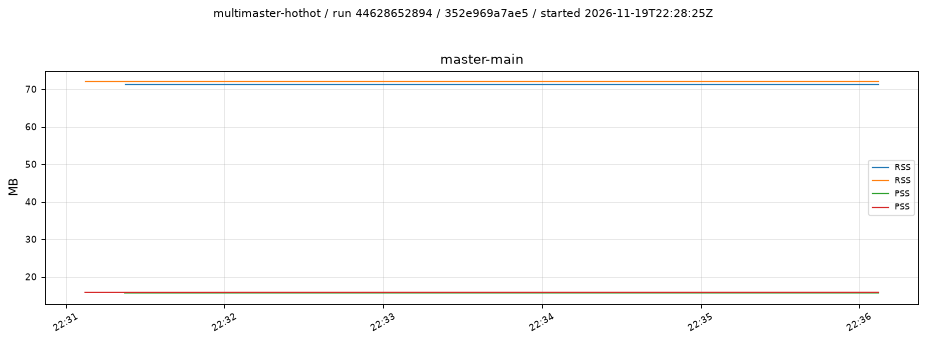 multimaster-hothot / run 44628652894 / 352e969a7ae5 / started 2026-11-19T22:28:25Z
master-main
MB
70
60
50
40
30
20
RSS
RSS
PSS
PSS
22:31
22:32
22:33
22:34
22:35
22:36